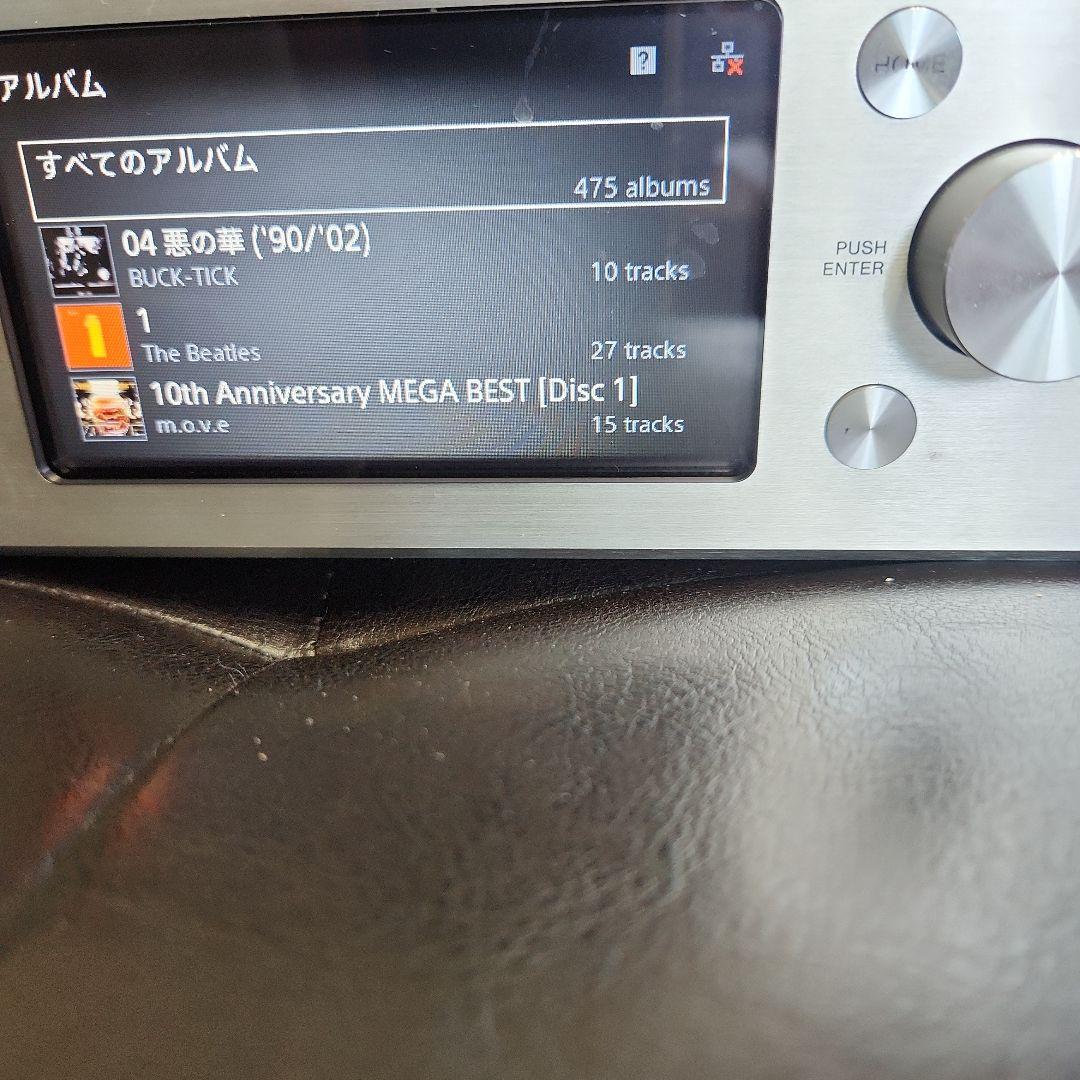 アルバム
すべてのアルバム
475 albums
04 悪の華 ('90/'02)
BUCK-TICK
10 tracks
1
1
The Beatles
27 tracks
10th Anniversary MEGA BEST [Disc 1]
m.o.v.e
15 tracks
HOME
PUSH
ENTER